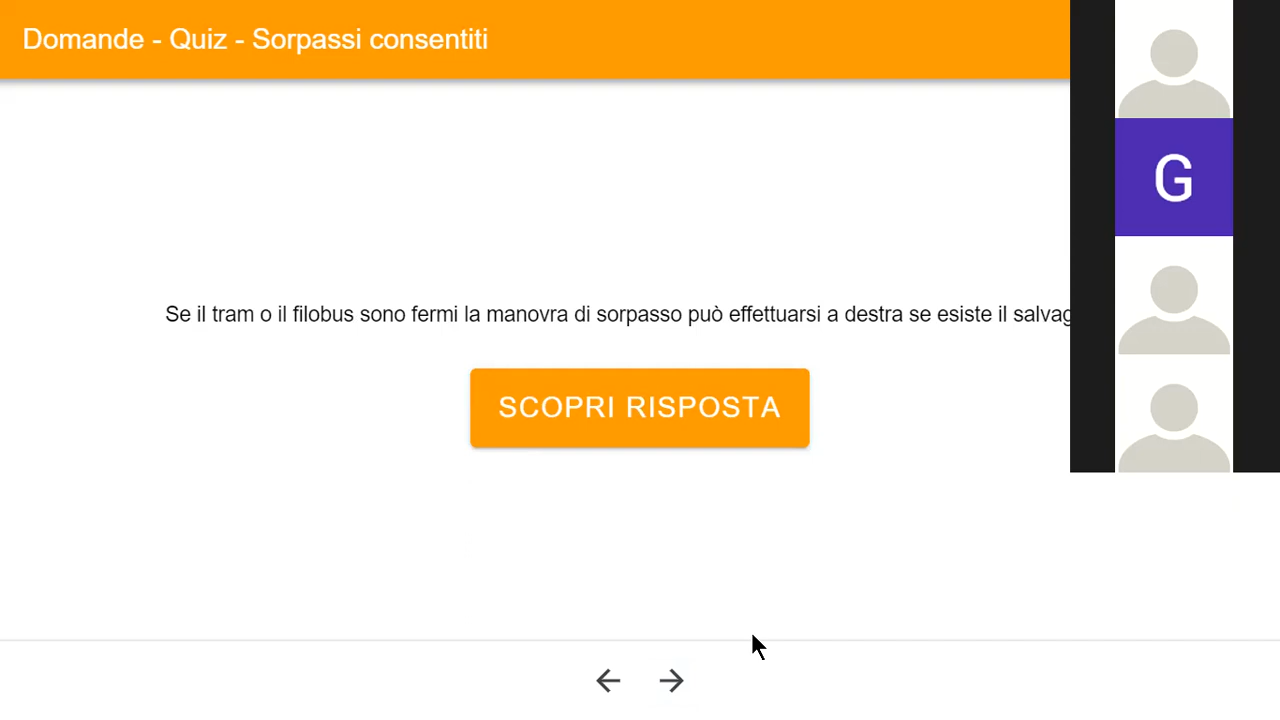 Domande - Quiz - Sorpassi consentiti
G
Se il tram o il filobus sono fermi la manovra di sorpasso può effettuarsi a destra se esiste il
SCOPRI RISPOSTA